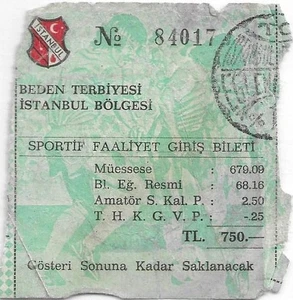 İSTANBUL
№ 84017
BEDEN TERBİYESİ
İSTANBUL BÖLGESİ
SPORTİF FAALİYET GİRİŞ BİLETİ
Müessese : 679.09
Bl. Eğ. Resmi : 68.16
Amatör S. Kal. P. : 2.50
T. H. K. G. V. P. : -.25
TL. 750.—
Gösteri Sonuna Kadar Saklanacak